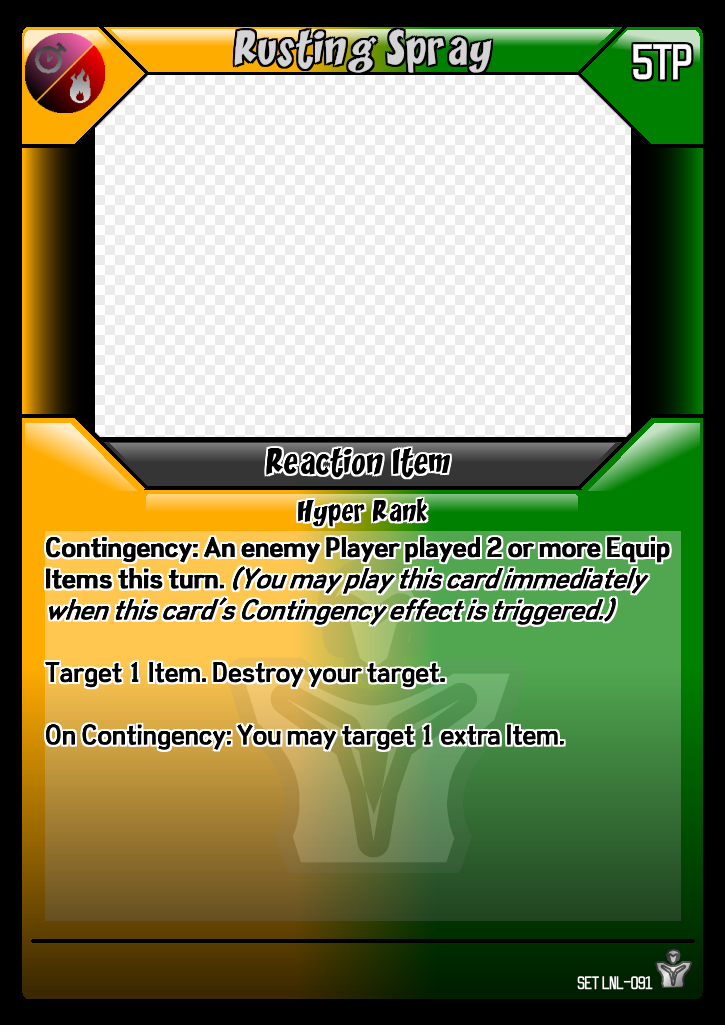 Rusting Spray
5TP
Reaction Item
Hyper Rank
Contingency: An enemy Player played 2 or more Equip
Items this turn. (You may play this card immediately
when this card's Contingency effect is triggered.)
Target 1 Item. Destroy your target.
On Contingency: You may target 1 extra Item.
SET LNL-091